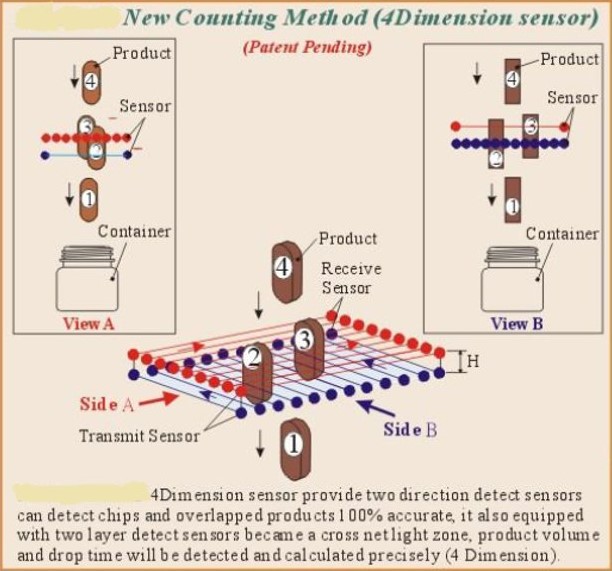 New Counting Method (4Dimension sensor)
(Patent Pending)
Product
4
Sensor
3
2
1
Container
View A
Product
4
Sensor
3
2
1
Container
View B
Product
4
Receive
Sensor
3
2
H
Side A
Transmit Sensor
Side B
1
4Dimension sensor provide two direction detect sensors
can detect chips and overlapped products 100% accurate, it also equipped
with two layer detect sensors became a cross net light zone, product volume
and drop time will be detected and calculated precisely (4 Dimension).